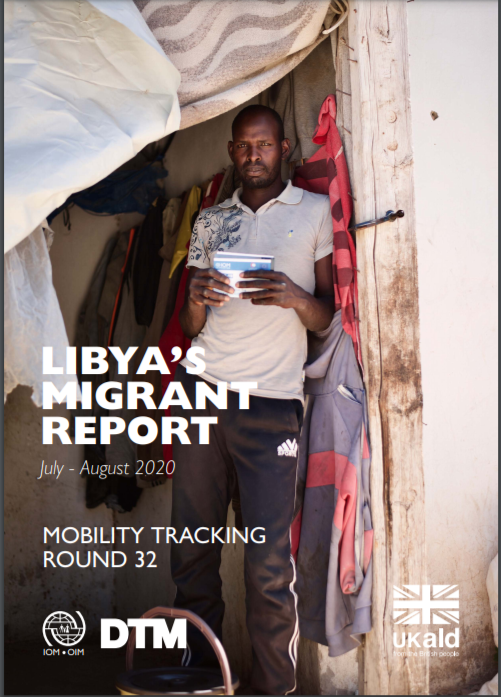 LIBYA'S
MIGRANT
REPORT
July - August 2020
MOBILITY TRACKING
ROUND 32
IOM • OIM
DTM
ukaid
from the British people